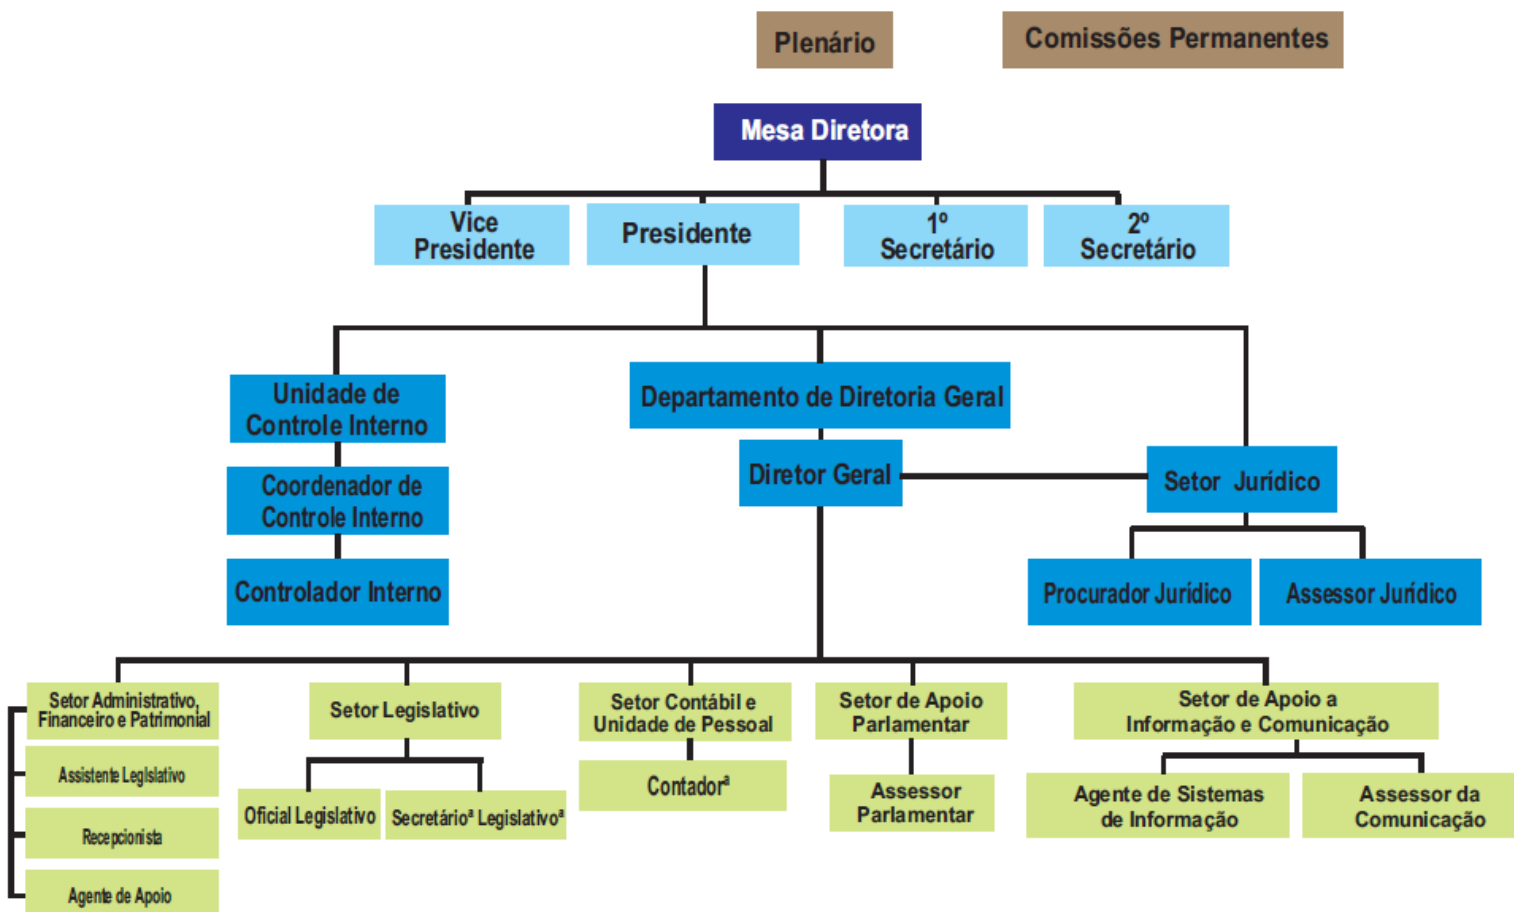 Plenário
Comissões Permanentes
Mesa Diretora
Vice
Presidente
Presidente
1º
Secretário
2º
Secretário
Unidade de
Controle Interno
Departamento de Diretoria Geral
Coordenador de
Controle Interno
Diretor Geral
Setor Jurídico
Controlador Interno
Procurador Jurídico
Assessor Jurídico
Setor Administrativo,
Financeiro e Patrimonial
Assistente Legislativo
Recepcionista
Agente de Apoio
Setor Legislativo
Oficial Legislativo
Secretárioª Legislativoª
Setor Contábil e
Unidade de Pessoal
Contadorª
Setor de Apoio
Parlamentar
Assessor
Parlamentar
Setor de Apoio a
Informação e Comunicação
Agente de Sistemas
de Informação
Assessor da
Comunicação